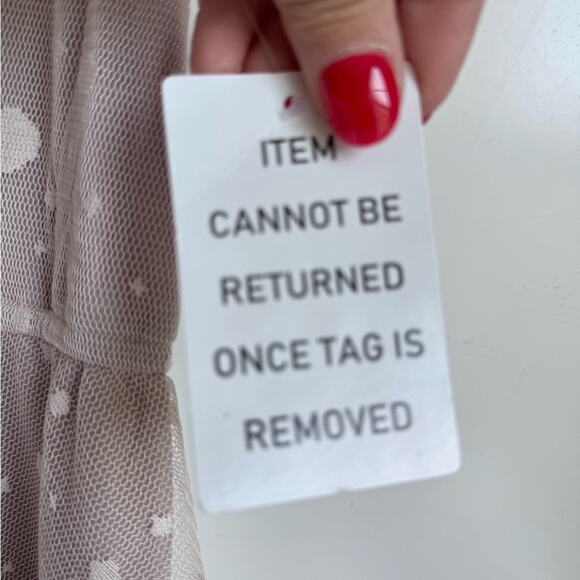 ITEM
CANNOT BE
RETURNED
ONCE TAG IS
REMOVED